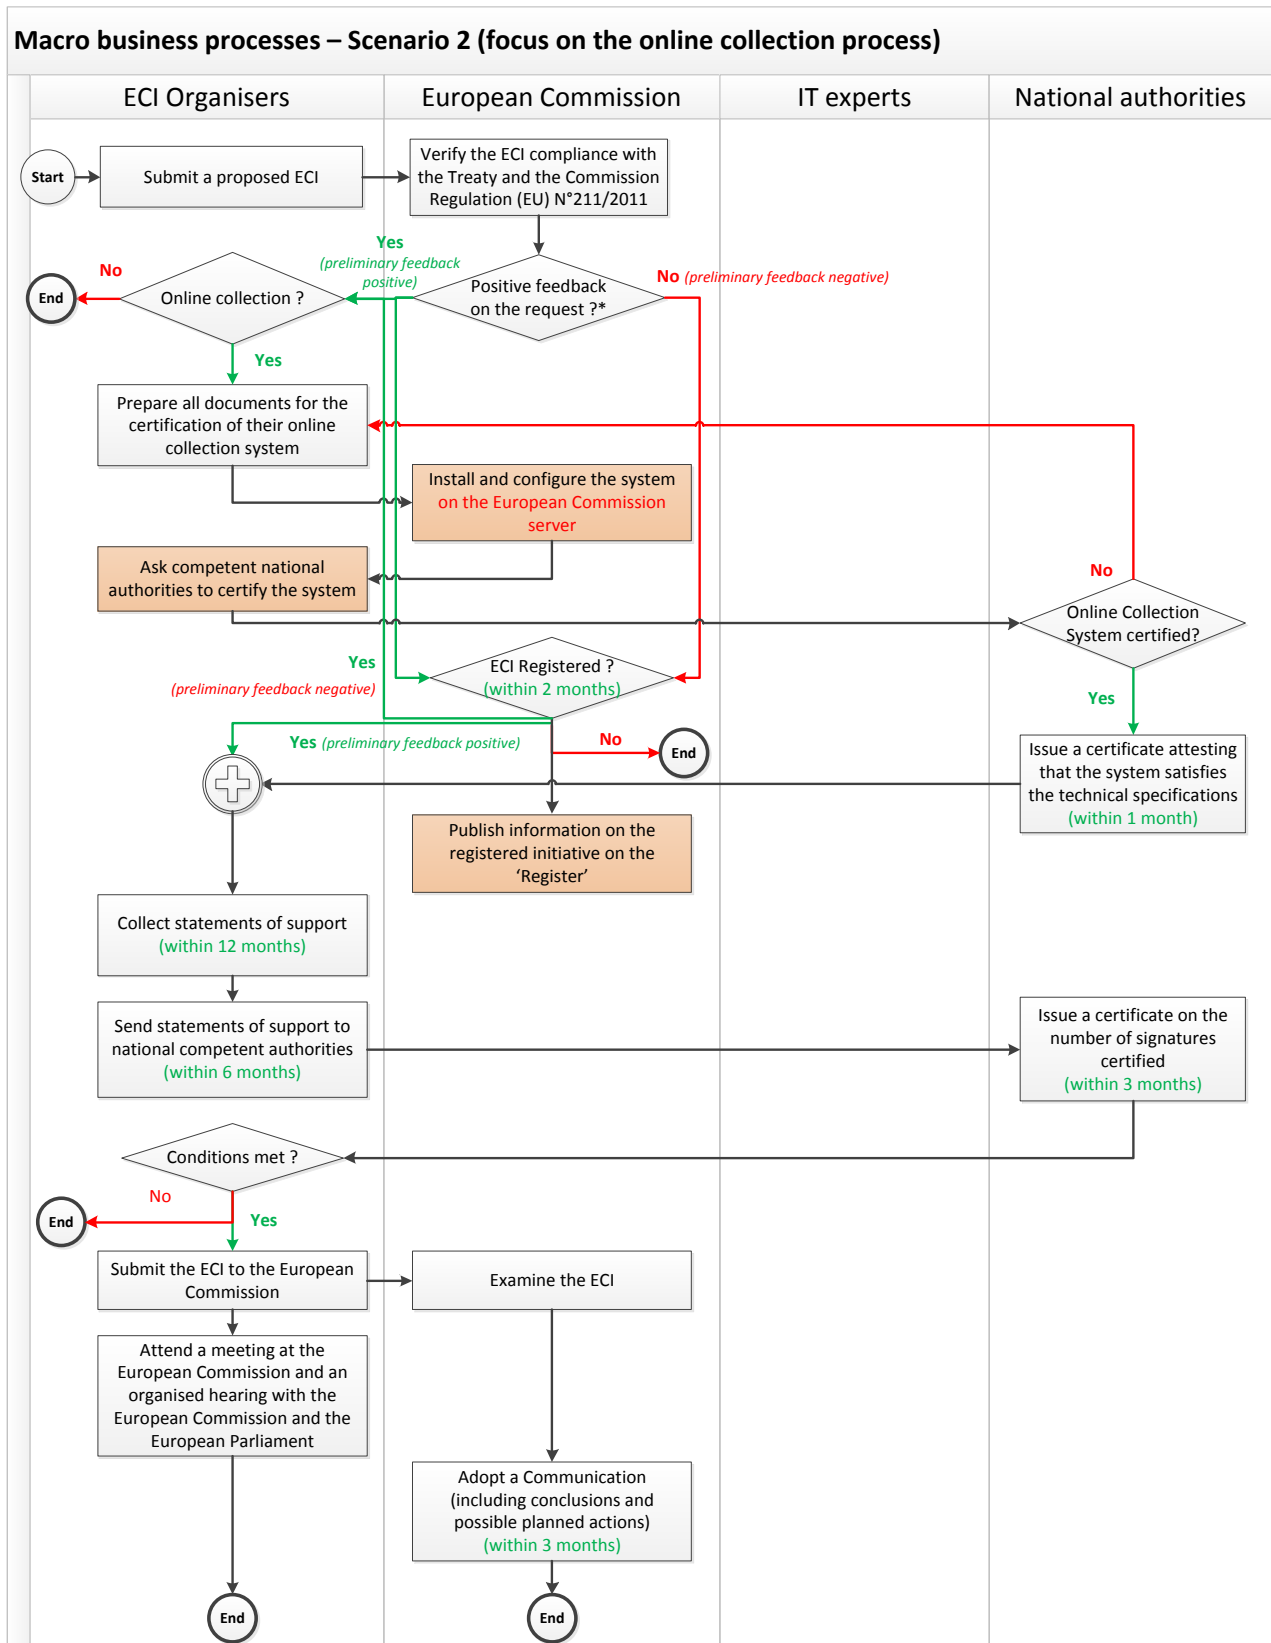 Macro business processes – Scenario 2 (focus on the online collection process)
ECI Organisers
European Commission
IT experts
National authorities
Start
Submit a proposed ECI
Verify the ECI compliance with
the Treaty and the Commission
Regulation (EU) N°211/2011
Yes
(preliminary feedback
positive)
No
End
Online collection ?
Positive feedback
on the request ?*
No (preliminary feedback negative)
Yes
Prepare all documents for the
certification of their online
collection system
Install and configure the system
on the European Commission
server
Ask competent national
authorities to certify the system
No
Online Collection
System certified?
Yes
(preliminary feedback negative)
ECI Registered ?
(within 2 months)
Yes
Yes (preliminary feedback positive)
No
End
Issue a certificate attesting
that the system satisfies
the technical specifications
(within 1 month)
Publish information on the
registered initiative on the
‘Register’
Collect statements of support
(within 12 months)
Send statements of support to
national competent authorities
(within 6 months)
Issue a certificate on the
number of signatures
certified
(within 3 months)
Conditions met ?
No
End
Yes
Submit the ECI to the European
Commission
Examine the ECI
Attend a meeting at the
European Commission and an
organised hearing with the
European Commission and the
European Parliament
Adopt a Communication
(including conclusions and
possible planned actions)
(within 3 months)
End
End